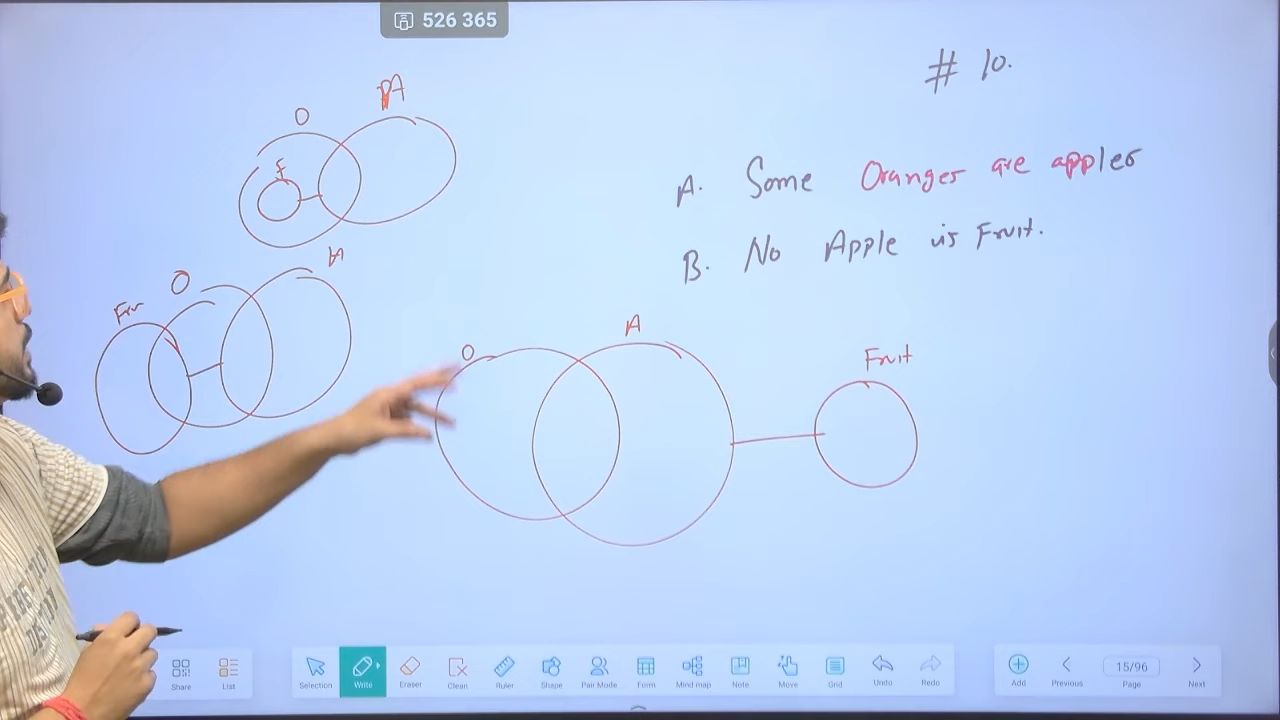 526 365
# 10.
A. Some Oranges are apples
B. No Apple is Fruit.
O A
F
Fru O A
O A Fruit
Share List Selection Write Eraser Clean Ruler Shape Pair Mode Form Mind map Note Move Grid Undo Redo Add Previous 15/96 Page Next